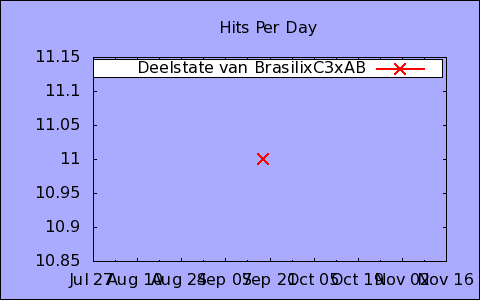 Hits Per Day
Deelstate van BrasilixC3xAB
11.15
11.1
11.05
11
10.95
10.9
10.85
Jul 27 Aug 10 Aug 24 Sep 07 Sep 21 Oct 05 Oct 19 Nov 02 Nov 16